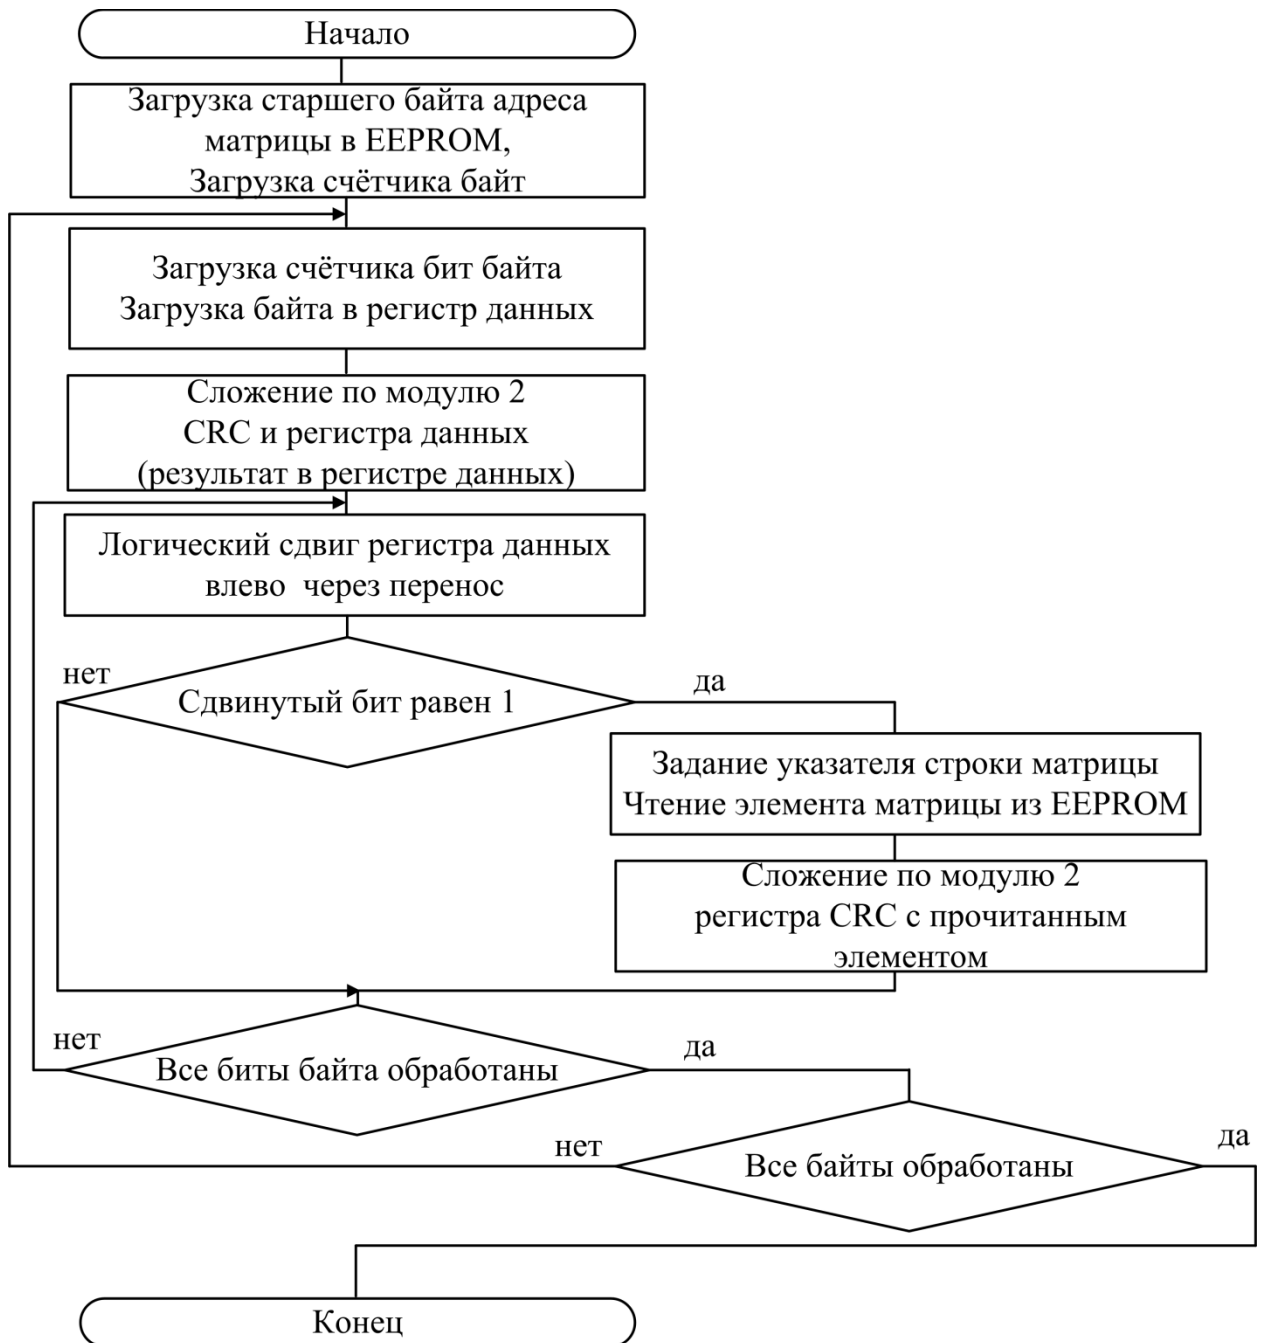 Начало
Загрузка старшего байта адреса
матрицы в EEPROM,
Загрузка счётчика байт
Загрузка счётчика бит байта
Загрузка байта в регистр данных
Сложение по модулю 2
CRC и регистра данных
(результат в регистре данных)
Логический сдвиг регистра данных
влево через перенос
нет
Сдвинутый бит равен 1
да
Задание указателя строки матрицы
Чтение элемента матрицы из EEPROM
Сложение по модулю 2
регистра CRC с прочитанным
элементом
нет
Все биты байта обработаны
да
нет
Все байты обработаны
да
Конец